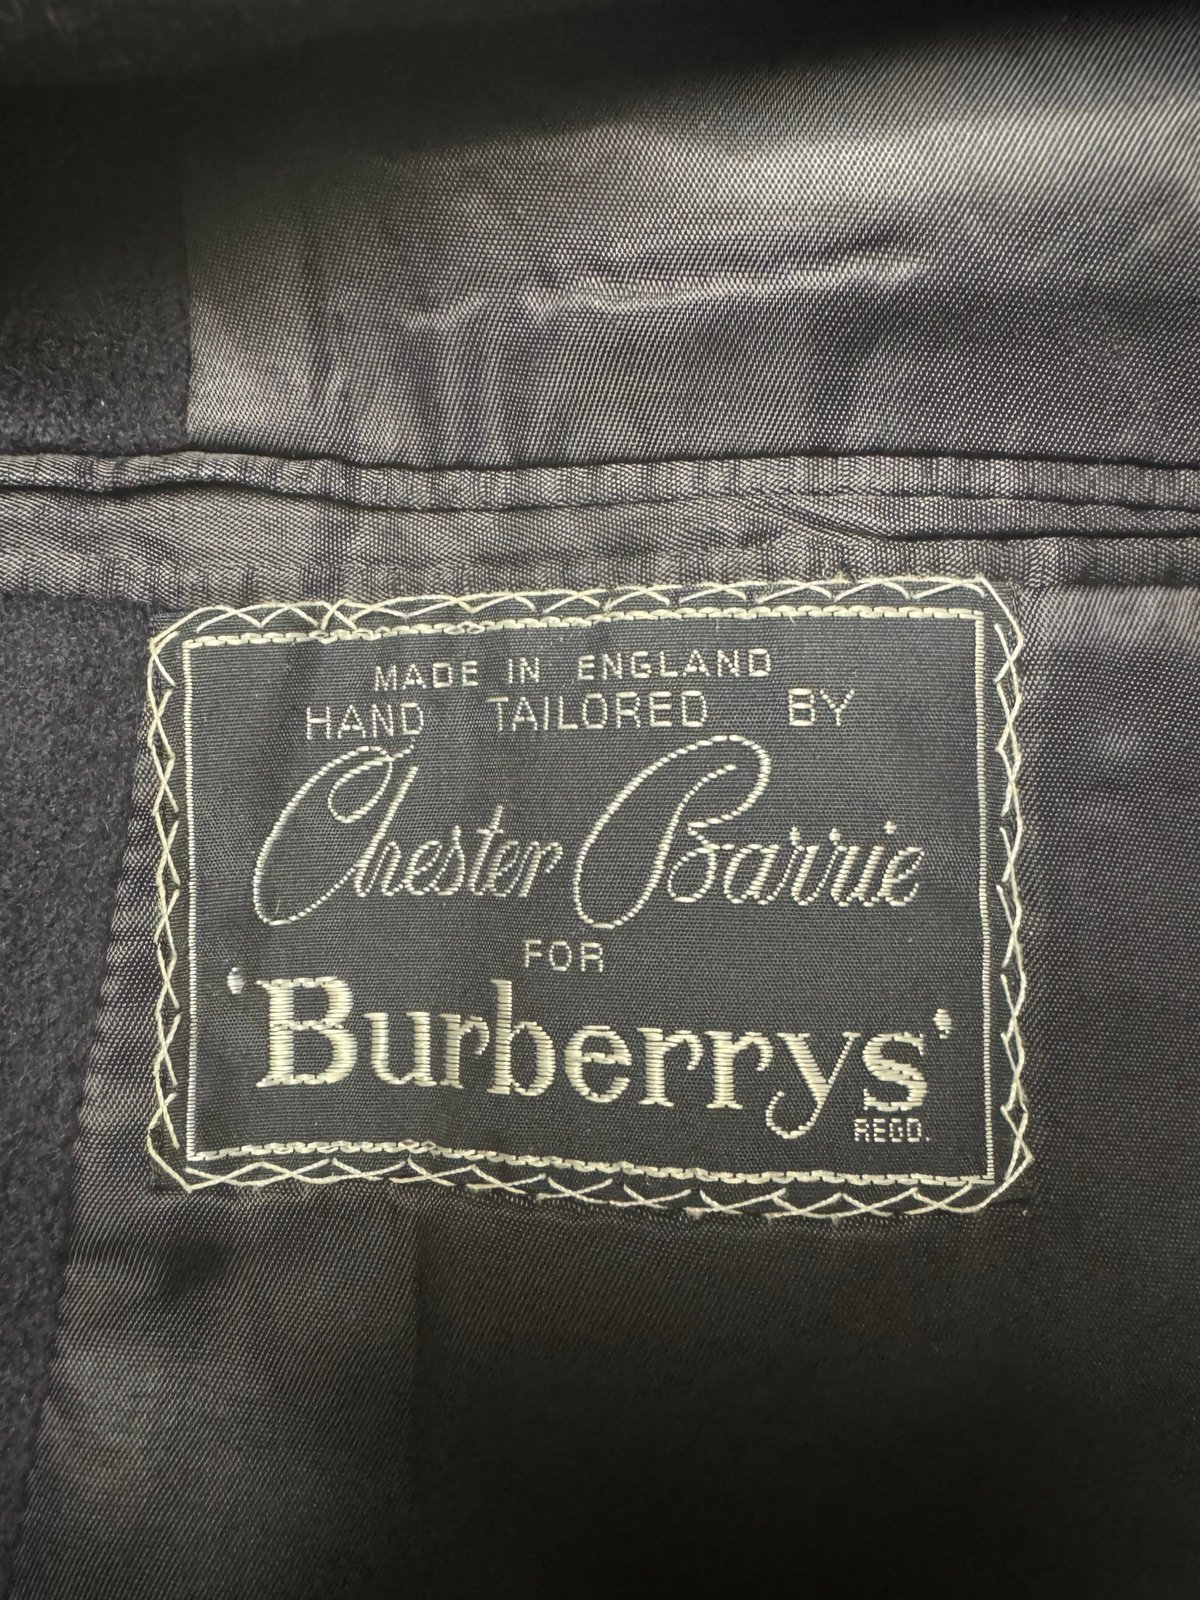 MADE IN ENGLAND
HAND TAILORED BY
Chester Barrie
FOR
'Burberrys'
REGD.